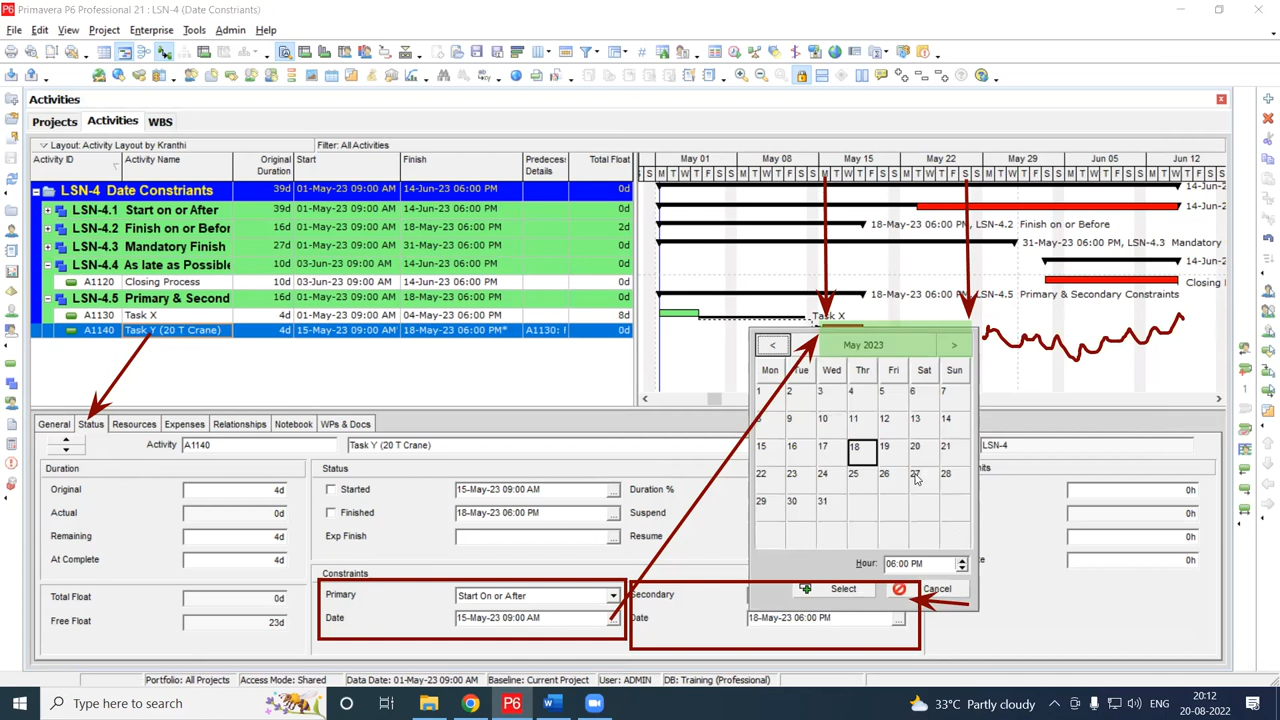 Primavera P6 Professional 21 : LSN-4 (Date Constraints)
File Edit View Project Enterprise Tools Admin Help
Activities
Projects Activities WBS
Layout: Activity Layout by Kranthi Filter: All Activities
Activity ID Activity Name Original Duration Start Finish Predeces: Details Total Float
May 01 May 08 May 15 May 22 May 29 Jun 05 Jun 12
S M T W T F S S M T W T F S S M T W T F S S M T W T F S S M T W T F S S M T W T F S S M T W T F S
LSN-4 Date Constriants 39d 01-May-23 09:00 AM 14-Jun-23 06:00 PM 0d 14-Jun-
LSN-4.1 Start on or After 39d 01-May-23 09:00 AM 14-Jun-23 06:00 PM 0d 14-Jun-
LSN-4.2 Finish on or Befor 16d 01-May-23 09:00 AM 18-May-23 06:00 PM 2d 18-May-23 06:00 PM, LSN-4.2 Finish on or Before
LSN-4.3 Mandatory Finish 27d 01-May-23 09:00 AM 31-May-23 06:00 PM 0d 31-May-23 06:00 PM, LSN-4.3 Mandatory
LSN-4.4 As late as Possible 10d 03-Jun-23 09:00 AM 14-Jun-23 06:00 PM 0d 14-Jun-
A1120 Closing Process 10d 03-Jun-23 09:00 AM 14-Jun-23 06:00 PM 0d Closing
LSN-4.5 Primary & Second 16d 01-May-23 09:00 AM 18-May-23 06:00 PM 0d 18-May-23 06:00 PM, LSN-4.5 Primary & Secondary Constraints
A1130 Task X 4d 01-May-23 09:00 AM 04-May-23 06:00 PM 8d Task X
A1140 Task Y (20 T Crane) 4d 15-May-23 09:00 AM 18-May-23 06:00 PM* A1130: F 0d
< May 2023 >
Mon Tue Wed Thr Fri Sat Sun
1 2 3 4 5 6 7
8 9 10 11 12 13 14
15 16 17 18 19 20 21
22 23 24 25 26 27 28
29 30 31
Hour: 06:00 PM
Select Cancel
General Status Resources Expenses Relationships Notebook WPs & Docs
Activity A1140 Task Y (20 T Crane) LSN-4
Duration Status
Original 4d Started 15-May-23 09:00 AM Duration % 0h
Actual 0d Finished 18-May-23 06:00 PM Suspend 0h
Remaining 4d Exp Finish Resume 0h
At Complete 4d 0h
Constraints
Total Float 0d Primary Start On or After Secondary
Free Float 23d Date 15-May-23 09:00 AM Date 18-May-23 06:00 PM
Portfolio: All Projects Access Mode: Shared Data Date: 01-May-23 09:00 AM Baseline: Current Project User: ADMIN DB: Training (Professional)
Type here to search
33°C Partly cloudy ENG 20:12
20-08-2022